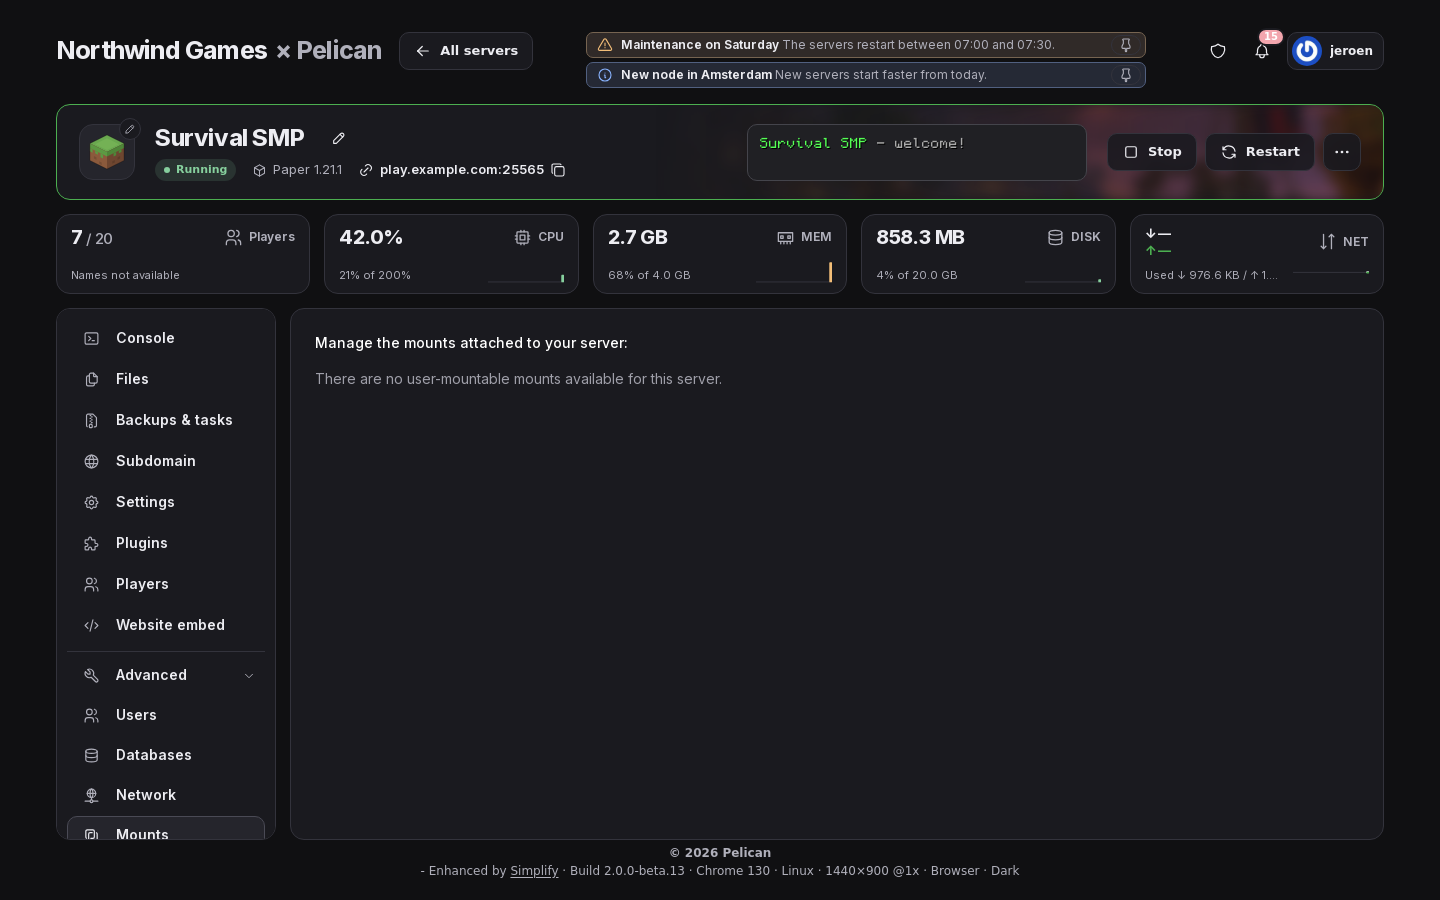 Northwind Games × Pelican
All servers
Maintenance on Saturday The servers restart between 07:00 and 07:30.
New node in Amsterdam New servers start faster from today.
15
jeroen
Survival SMP
Running
Paper 1.21.1
play.example.com:25565
Survival SMP - welcome!
Stop
Restart
7 / 20
Players
Names not available
42.0%
CPU
21% of 200%
2.7 GB
MEM
68% of 4.0 GB
858.3 MB
DISK
4% of 20.0 GB
↓—
↑—
NET
Used ↓ 976.6 KB / ↑ 1....
Console
Files
Backups & tasks
Subdomain
Settings
Plugins
Players
Website embed
Advanced
Users
Databases
Network
Mounts
Manage the mounts attached to your server:
There are no user-mountable mounts available for this server.
© 2026 Pelican
- Enhanced by Simplify · Build 2.0.0-beta.13 · Chrome 130 · Linux · 1440×900 @1x · Browser · Dark